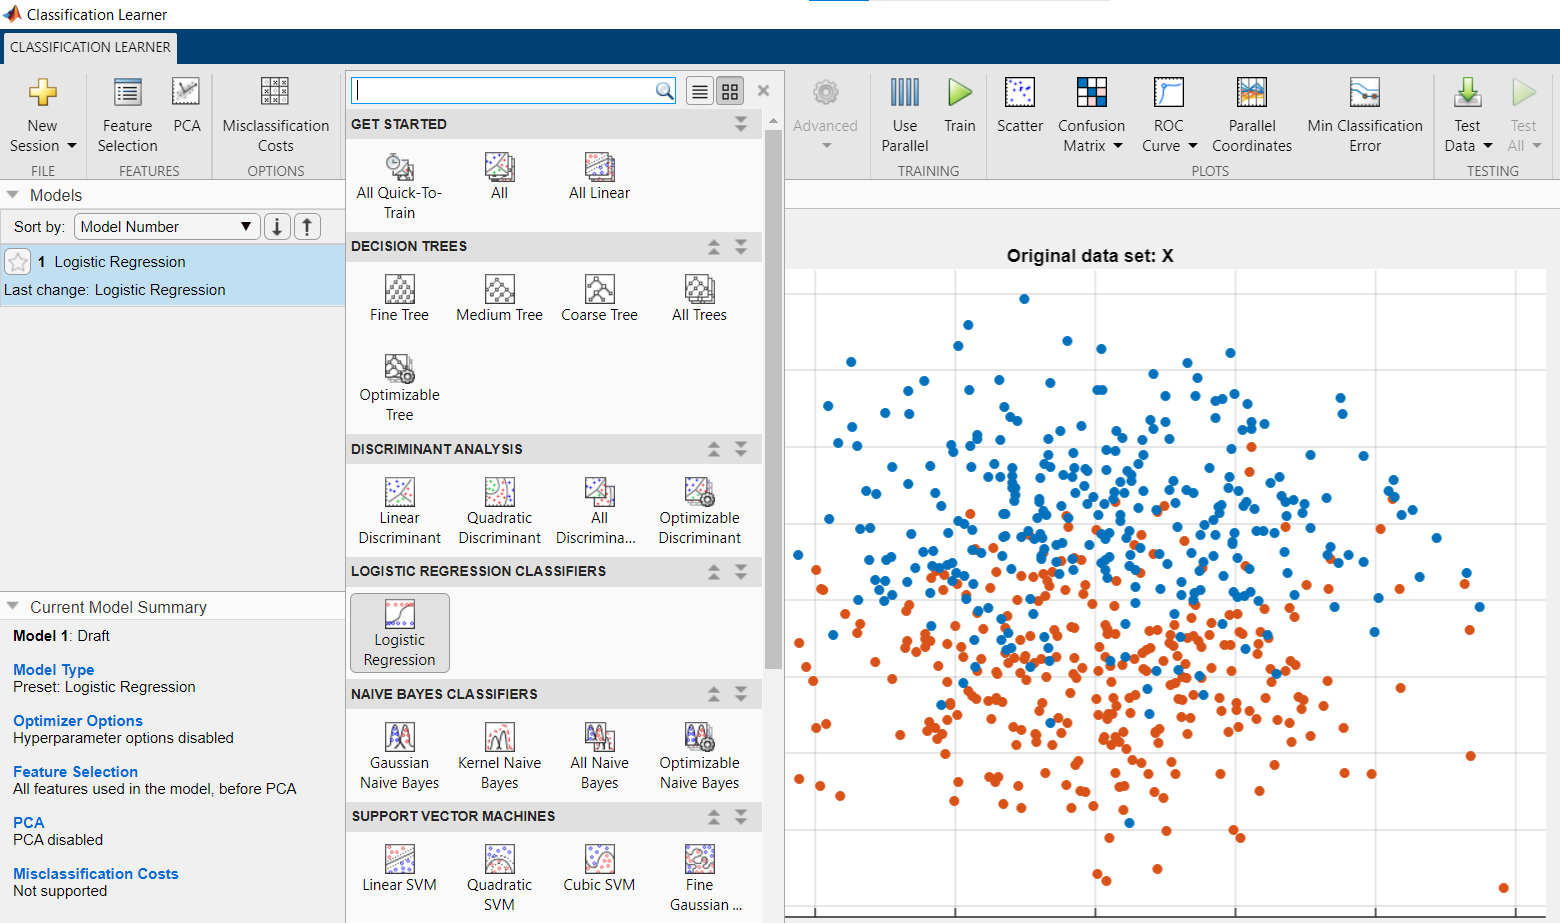 Classification Learner
CLASSIFICATION LEARNER
New
Session
FILE
Feature
Selection
PCA
FEATURES
Misclassification
Costs
OPTIONS
Advanced
Use
Parallel
Train
TRAINING
Scatter
Confusion
Matrix
ROC
Curve
Parallel
Coordinates
Min Classification
Error
PLOTS
Test
Data
Test
All
TESTING
Models
Sort by: Model Number
1 Logistic Regression
Last change: Logistic Regression
Current Model Summary
Model 1: Draft
Model Type
Preset: Logistic Regression
Optimizer Options
Hyperparameter options disabled
Feature Selection
All features used in the model, before PCA
PCA
PCA disabled
Misclassification Costs
Not supported
GET STARTED
All Quick-To-
Train
All
All Linear
DECISION TREES
Fine Tree
Medium Tree
Coarse Tree
All Trees
Optimizable
Tree
DISCRIMINANT ANALYSIS
Linear
Discriminant
Quadratic
Discriminant
All
Discrimina...
Optimizable
Discriminant
LOGISTIC REGRESSION CLASSIFIERS
Logistic
Regression
NAIVE BAYES CLASSIFIERS
Gaussian
Naive Bayes
Kernel Naive
Bayes
All Naive
Bayes
Optimizable
Naive Bayes
SUPPORT VECTOR MACHINES
Linear SVM
Quadratic
SVM
Cubic SVM
Fine
Gaussian ...
Original data set: X